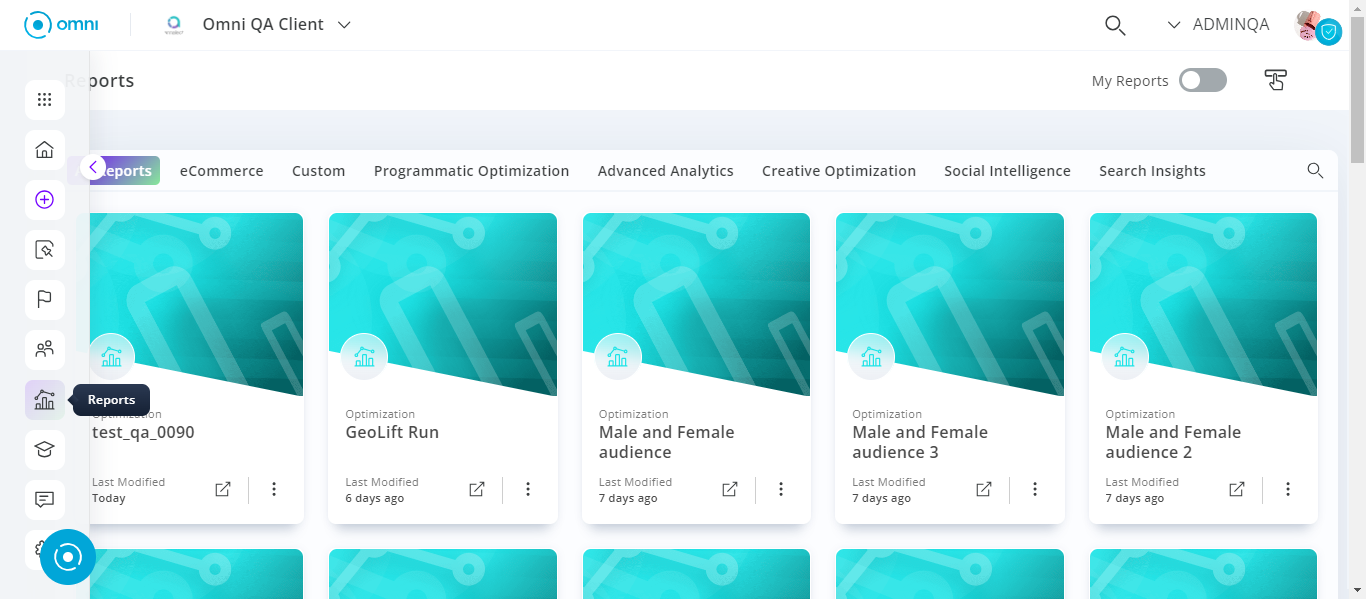 omni
Omni QA Client
ADMINQA
Reports
My Reports
Reports
eCommerce
Custom
Programmatic Optimization
Advanced Analytics
Creative Optimization
Social Intelligence
Search Insights
Reports
Optimization
test_qa_0090
Last Modified
Today
Optimization
GeoLift Run
Last Modified
6 days ago
Optimization
Male and Female
audience
Last Modified
7 days ago
Optimization
Male and Female
audience 3
Last Modified
7 days ago
Optimization
Male and Female
audience 2
Last Modified
7 days ago